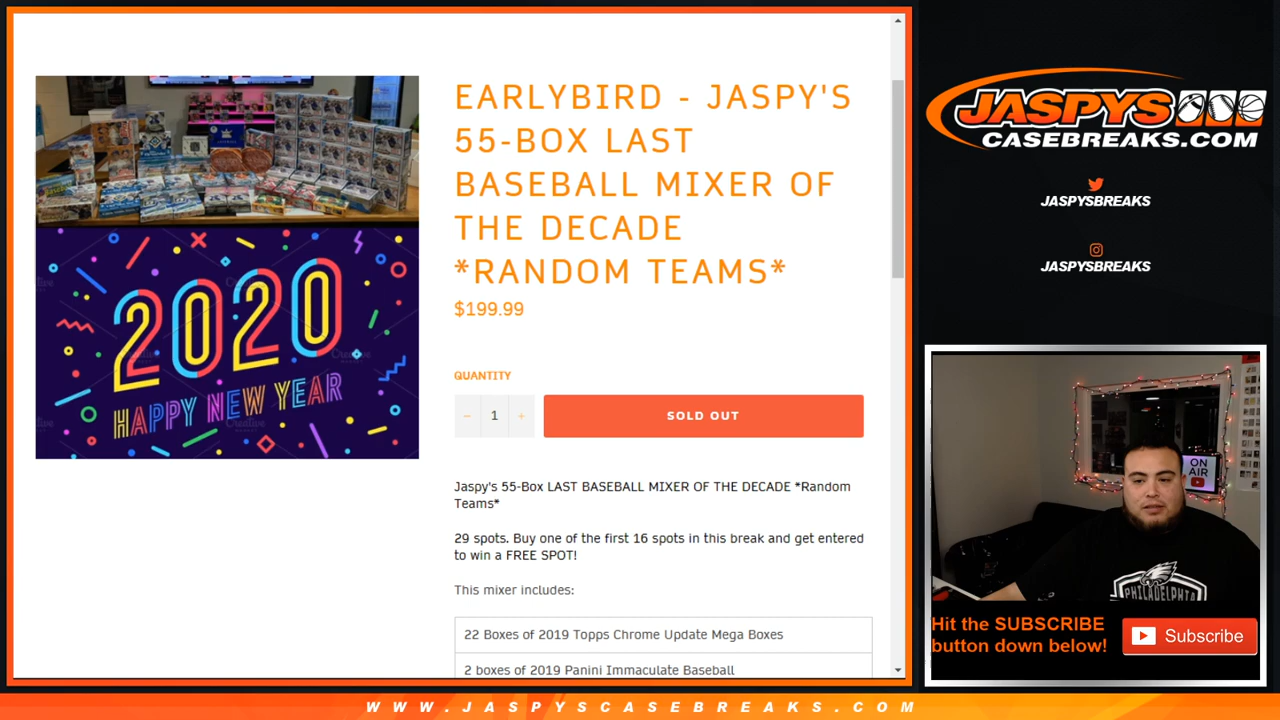 EARLYBIRD - JASPY'S
55-BOX LAST
BASEBALL MIXER OF
THE DECADE
*RANDOM TEAMS*
$199.99
QUANTITY
− 1 +
SOLD OUT
Jaspy's 55-Box LAST BASEBALL MIXER OF THE DECADE *Random
Teams*
29 spots. Buy one of the first 16 spots in this break and get entered
to win a FREE SPOT!
This mixer includes:
22 Boxes of 2019 Topps Chrome Update Mega Boxes
2 boxes of 2019 Panini Immaculate Baseball
2020
HAPPY NEW YEAR
JASPYS
CASEBREAKS.COM
JASPYSBREAKS
JASPYSBREAKS
ON
AIR
PHILADELPHIA
Hit the SUBSCRIBE
button down below!
Subscribe
WWW.JASPYSCASEBREAKS.COM